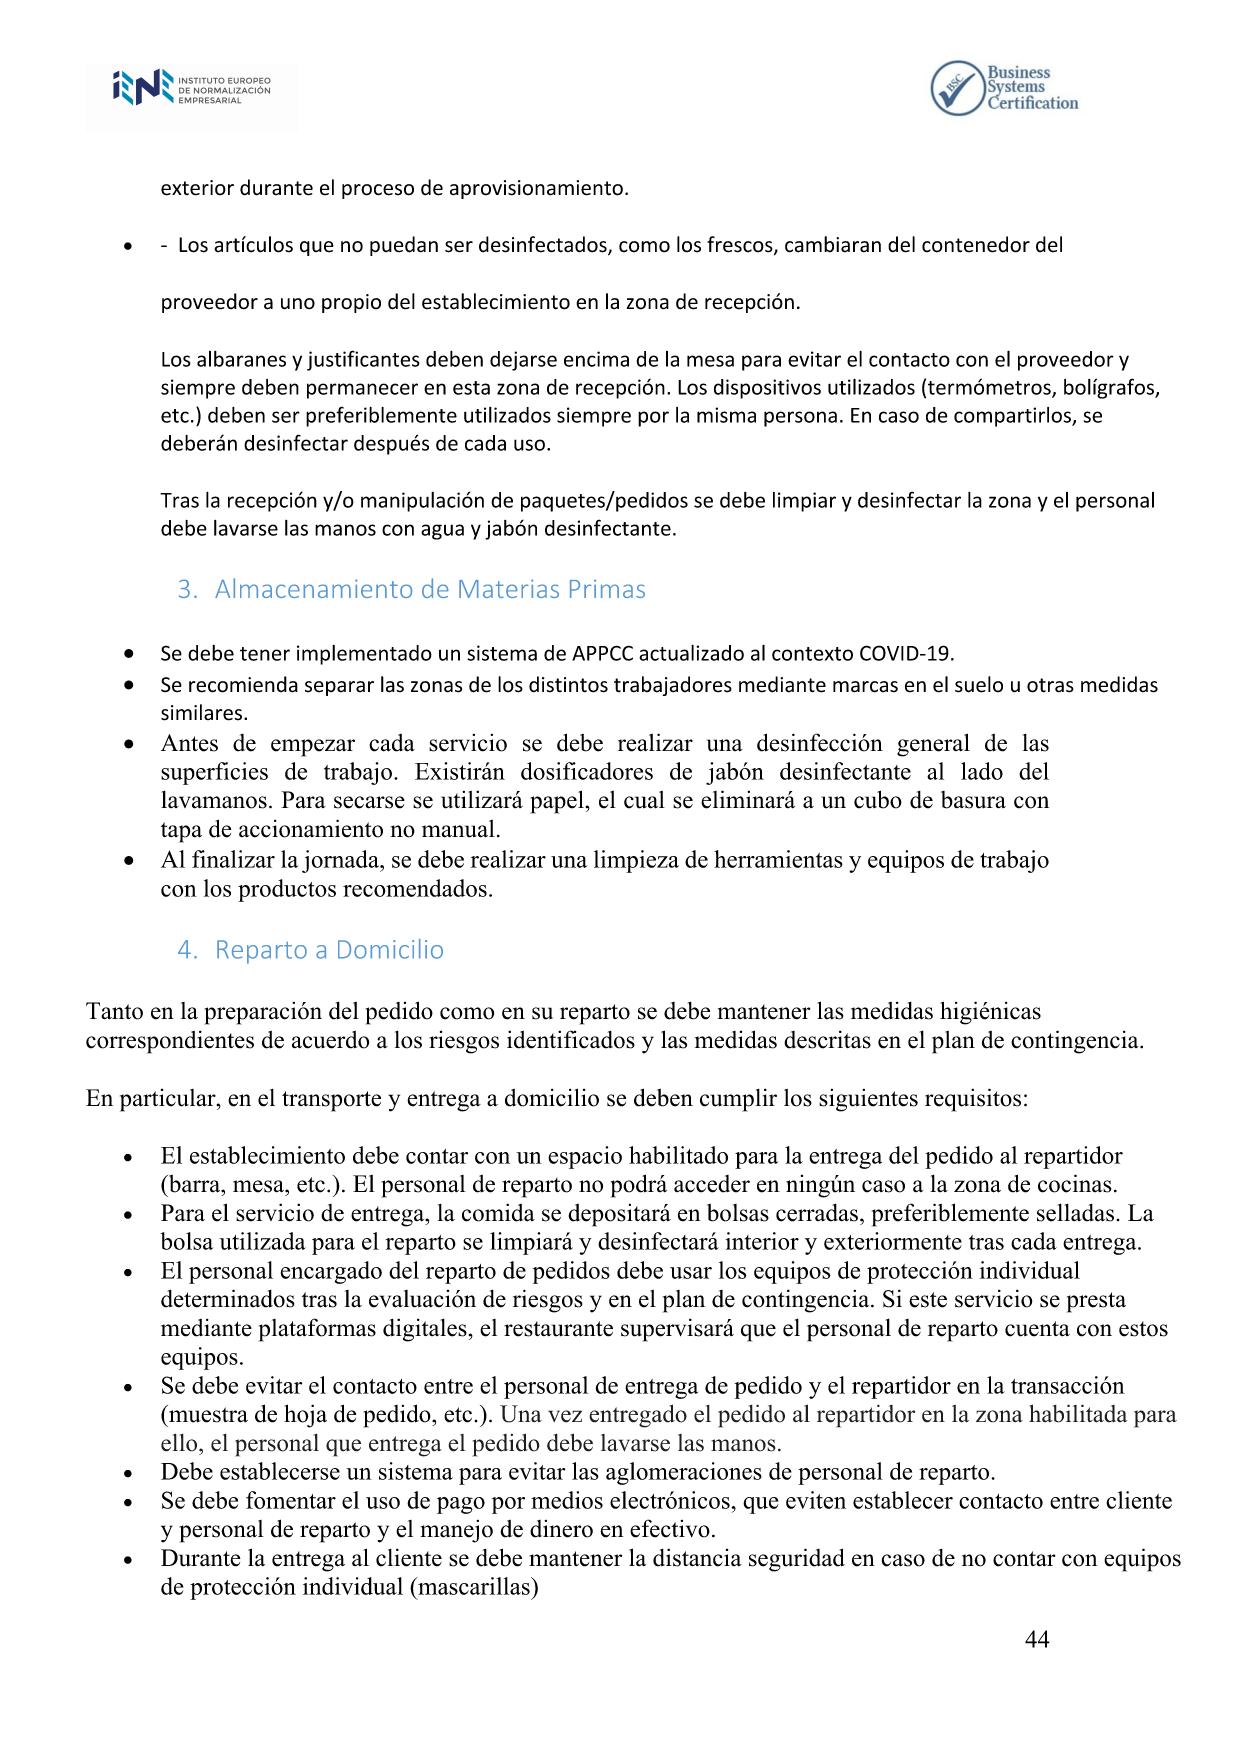 iENE INSTITUTO EUROPEO
DE NORMALIZACIÓN
EMPRESARIAL
BSC Business
Systems
Certification
exterior durante el proceso de aprovisionamiento.
• - Los artículos que no puedan ser desinfectados, como los frescos, cambiaran del contenedor del
proveedor a uno propio del establecimiento en la zona de recepción.
Los albaranes y justificantes deben dejarse encima de la mesa para evitar el contacto con el proveedor y
siempre deben permanecer en esta zona de recepción. Los dispositivos utilizados (termómetros, bolígrafos,
etc.) deben ser preferiblemente utilizados siempre por la misma persona. En caso de compartirlos, se
deberán desinfectar después de cada uso.
Tras la recepción y/o manipulación de paquetes/pedidos se debe limpiar y desinfectar la zona y el personal
debe lavarse las manos con agua y jabón desinfectante.
3. Almacenamiento de Materias Primas
• Se debe tener implementado un sistema de APPCC actualizado al contexto COVID-19.
• Se recomienda separar las zonas de los distintos trabajadores mediante marcas en el suelo u otras medidas
similares.
• Antes de empezar cada servicio se debe realizar una desinfección general de las
superficies de trabajo. Existirán dosificadores de jabón desinfectante al lado del
lavamanos. Para secarse se utilizará papel, el cual se eliminará a un cubo de basura con
tapa de accionamiento no manual.
• Al finalizar la jornada, se debe realizar una limpieza de herramientas y equipos de trabajo
con los productos recomendados.
4. Reparto a Domicilio
Tanto en la preparación del pedido como en su reparto se debe mantener las medidas higiénicas
correspondientes de acuerdo a los riesgos identificados y las medidas descritas en el plan de contingencia.
En particular, en el transporte y entrega a domicilio se deben cumplir los siguientes requisitos:
• El establecimiento debe contar con un espacio habilitado para la entrega del pedido al repartidor
(barra, mesa, etc.). El personal de reparto no podrá acceder en ningún caso a la zona de cocinas.
• Para el servicio de entrega, la comida se depositará en bolsas cerradas, preferiblemente selladas. La
bolsa utilizada para el reparto se limpiará y desinfectará interior y exteriormente tras cada entrega.
• El personal encargado del reparto de pedidos debe usar los equipos de protección individual
determinados tras la evaluación de riesgos y en el plan de contingencia. Si este servicio se presta
mediante plataformas digitales, el restaurante supervisará que el personal de reparto cuenta con estos
equipos.
• Se debe evitar el contacto entre el personal de entrega de pedido y el repartidor en la transacción
(muestra de hoja de pedido, etc.). Una vez entregado el pedido al repartidor en la zona habilitada para
ello, el personal que entrega el pedido debe lavarse las manos.
• Debe establecerse un sistema para evitar las aglomeraciones de personal de reparto.
• Se debe fomentar el uso de pago por medios electrónicos, que eviten establecer contacto entre cliente
y personal de reparto y el manejo de dinero en efectivo.
• Durante la entrega al cliente se debe mantener la distancia seguridad en caso de no contar con equipos
de protección individual (mascarillas)
44